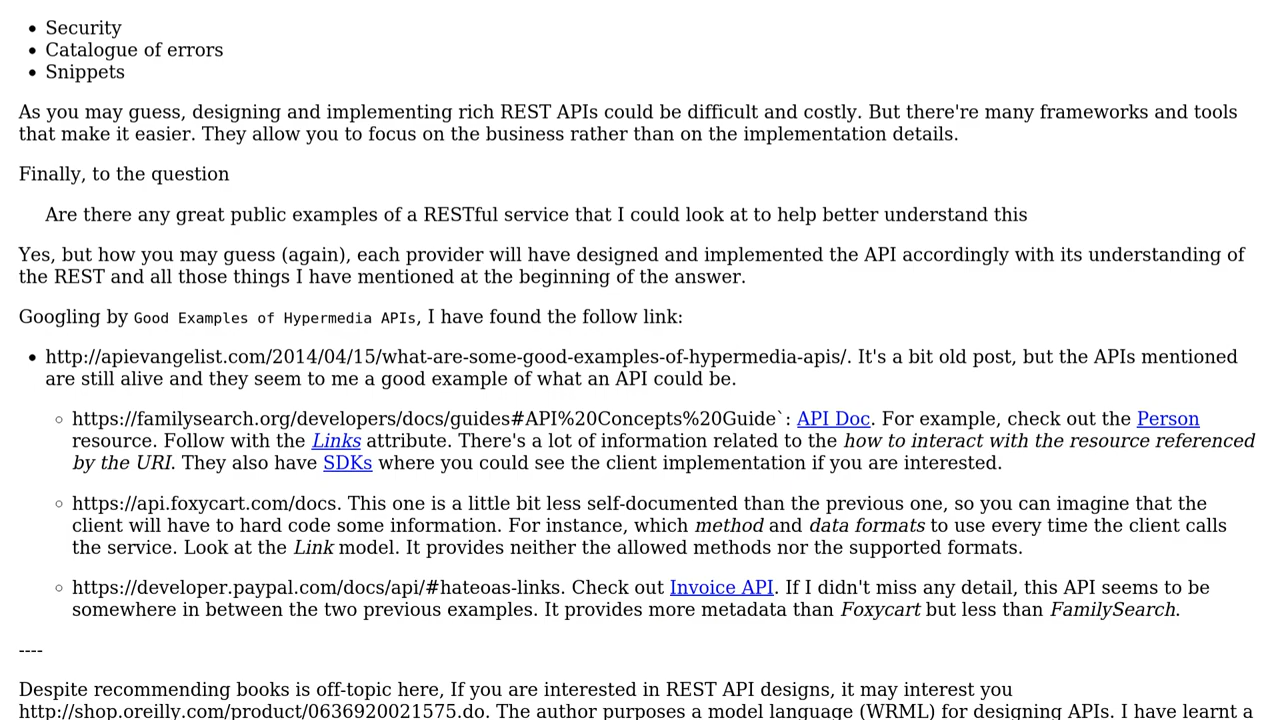 Security
Catalogue of errors
Snippets
As you may guess, designing and implementing rich REST APIs could be difficult and costly. But there're many frameworks and tools
that make it easier. They allow you to focus on the business rather than on the implementation details.
Finally, to the question
Are there any great public examples of a RESTful service that I could look at to help better understand this
Yes, but how you may guess (again), each provider will have designed and implemented the API accordingly with its understanding of
the REST and all those things I have mentioned at the beginning of the answer.
Googling by Good Examples of Hypermedia APIs, I have found the follow link:
http://apievangelist.com/2014/04/15/what-are-some-good-examples-of-hypermedia-apis/. It's a bit old post, but the APIs mentioned
are still alive and they seem to me a good example of what an API could be.
https://familysearch.org/developers/docs/guides#API%20Concepts%20Guide`: API Doc. For example, check out the Person
resource. Follow with the Links attribute. There's a lot of information related to the how to interact with the resource referenced
by the URI. They also have SDKs where you could see the client implementation if you are interested.
https://api.foxycart.com/docs. This one is a little bit less self-documented than the previous one, so you can imagine that the
client will have to hard code some information. For instance, which method and data formats to use every time the client calls
the service. Look at the Link model. It provides neither the allowed methods nor the supported formats.
https://developer.paypal.com/docs/api/#hateoas-links. Check out Invoice API. If I didn't miss any detail, this API seems to be
somewhere in between the two previous examples. It provides more metadata than Foxycart but less than FamilySearch.
----
Despite recommending books is off-topic here, If you are interested in REST API designs, it may interest you
http://shop.oreilly.com/product/0636920021575.do. The author purposes a model language (WRML) for designing APIs. I have learnt a